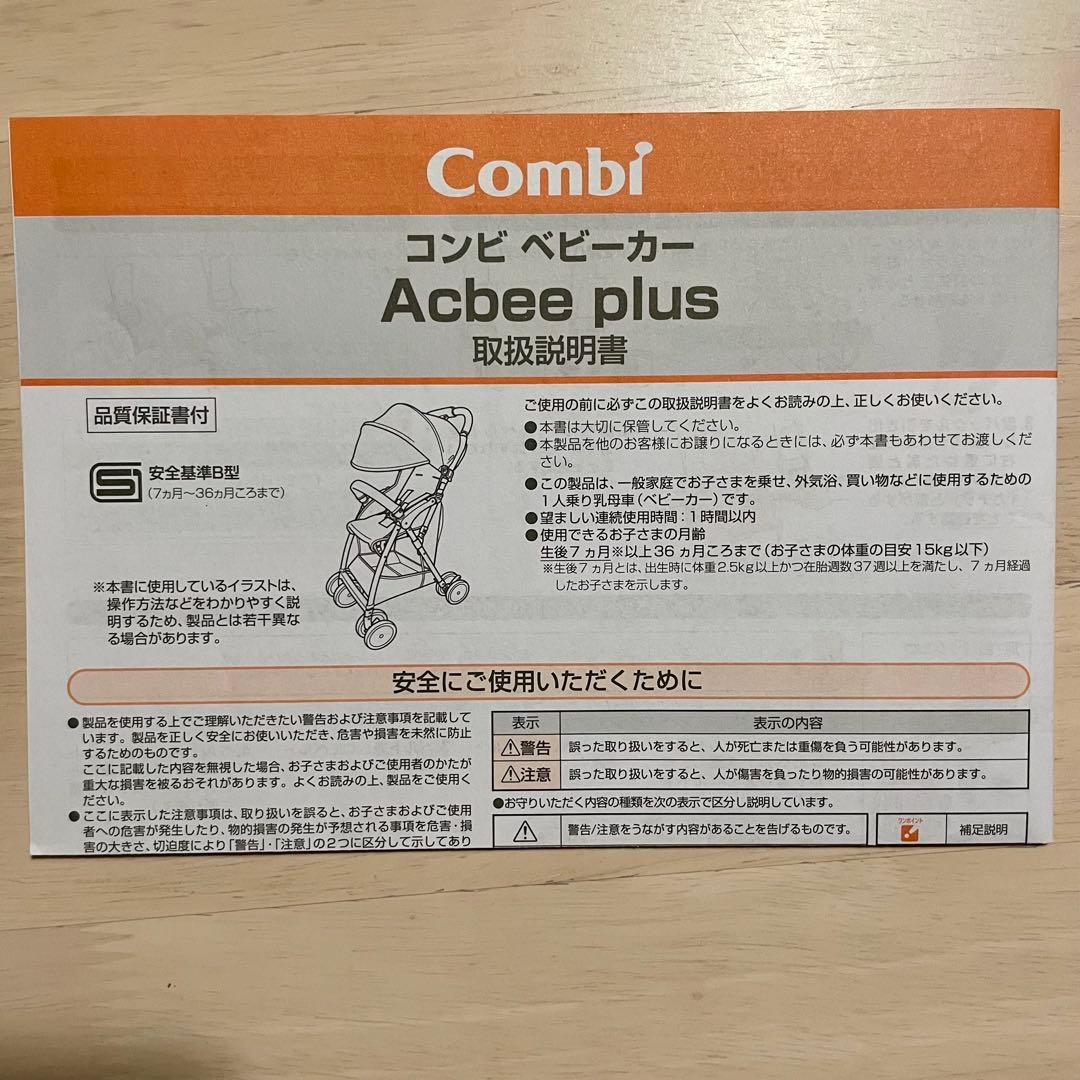 Combi
コンビ ベビーカー
Acbee plus
取扱説明書
品質保証書付
S
安全基準B型
(7ヵ月～36ヵ月ころまで)
※本書に使用しているイラストは、
操作方法などをわかりやすく説
明するため、製品とは若干異な
る場合があります。
ご使用の前に必ずこの取扱説明書をよくお読みの上、正しくお使いください。
●本書は大切に保管してください。
●本製品を他のお客様にお譲りになるときには、必ず本書もあわせてお渡しくだ
さい。
●この製品は、一般家庭でお子さまを乗せ、外気浴、買い物などに使用するための
1人乗り乳母車(ベビーカー)です。
●望ましい連続使用時間：1時間以内
●使用できるお子さまの月齢
生後7ヵ月※以上36ヵ月ころまで(お子さまの体重の目安15kg以下)
※生後7ヵ月とは、出生時に体重2.5kg以上かつ在胎週数37週以上を満たし、7ヵ月経過
したお子さまを示します。
安全にご使用いただくために
●製品を使用する上でご理解いただきたい警告および注意事項を記載して
います。製品を正しく安全にお使いいただき、危害や損害を未然に防止
するためのものです。
ここに記載した内容を無視した場合、お子さまおよびご使用者のかたが
重大な損害を被るおそれがあります。よくお読みの上、製品をご使用く
ださい。
●ここに表示した注意事項は、取り扱いを誤ると、お子さまおよびご使用
者への危害が発生したり、物的損害の発生が予想される事項を危害・損
害の大きさ、切迫度により「警告」・「注意」の2つに区分して示してあり
表示 表示の内容
⚠警告 誤った取り扱いをすると、人が死亡または重傷を負う可能性があります。
⚠注意 誤った取り扱いをすると、人が傷害を負ったり物的損害の可能性があります。
●お守りいただく内容の種類を次の表示で区分し説明しています。
⚠ 警告/注意をうながす内容があることを告げるものです。
ワンポイント 補足説明